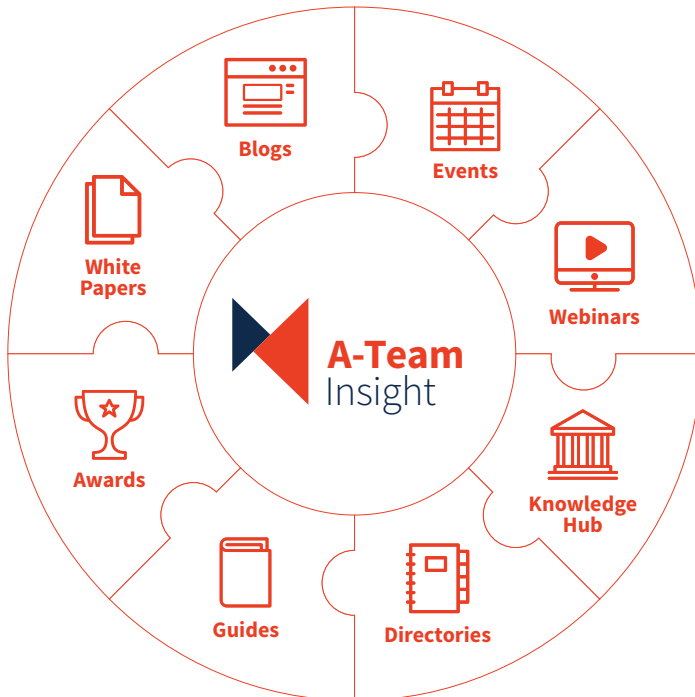 Blogs
Events
White
Papers
Webinars
A-Team
Insight
Awards
Knowledge
Hub
Guides
Directories